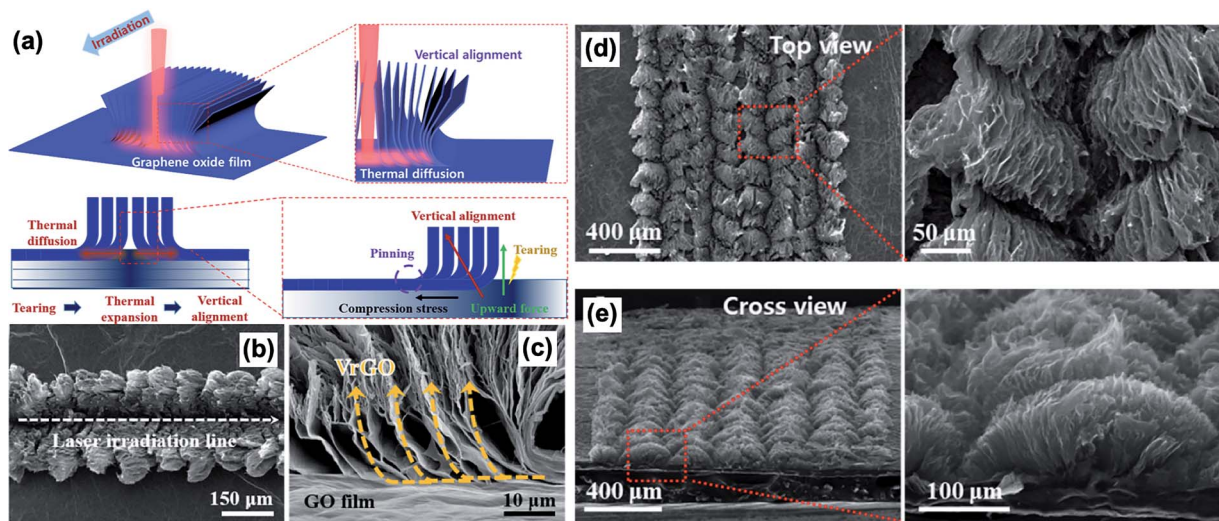 (a)
Irradiation
Graphene oxide film
Vertical alignment
Thermal diffusion
Thermal
diffusion
Tearing
Thermal
expansion
Vertical
alignment
Vertical alignment
Pinning
Tearing
Compression stress
Upward force
(b)
Laser irradiation line
150 µm
(c)
VrGO
GO film
10 µm
(d)
Top view
400 µm
50 µm
(e)
Cross view
400 µm
100 µm